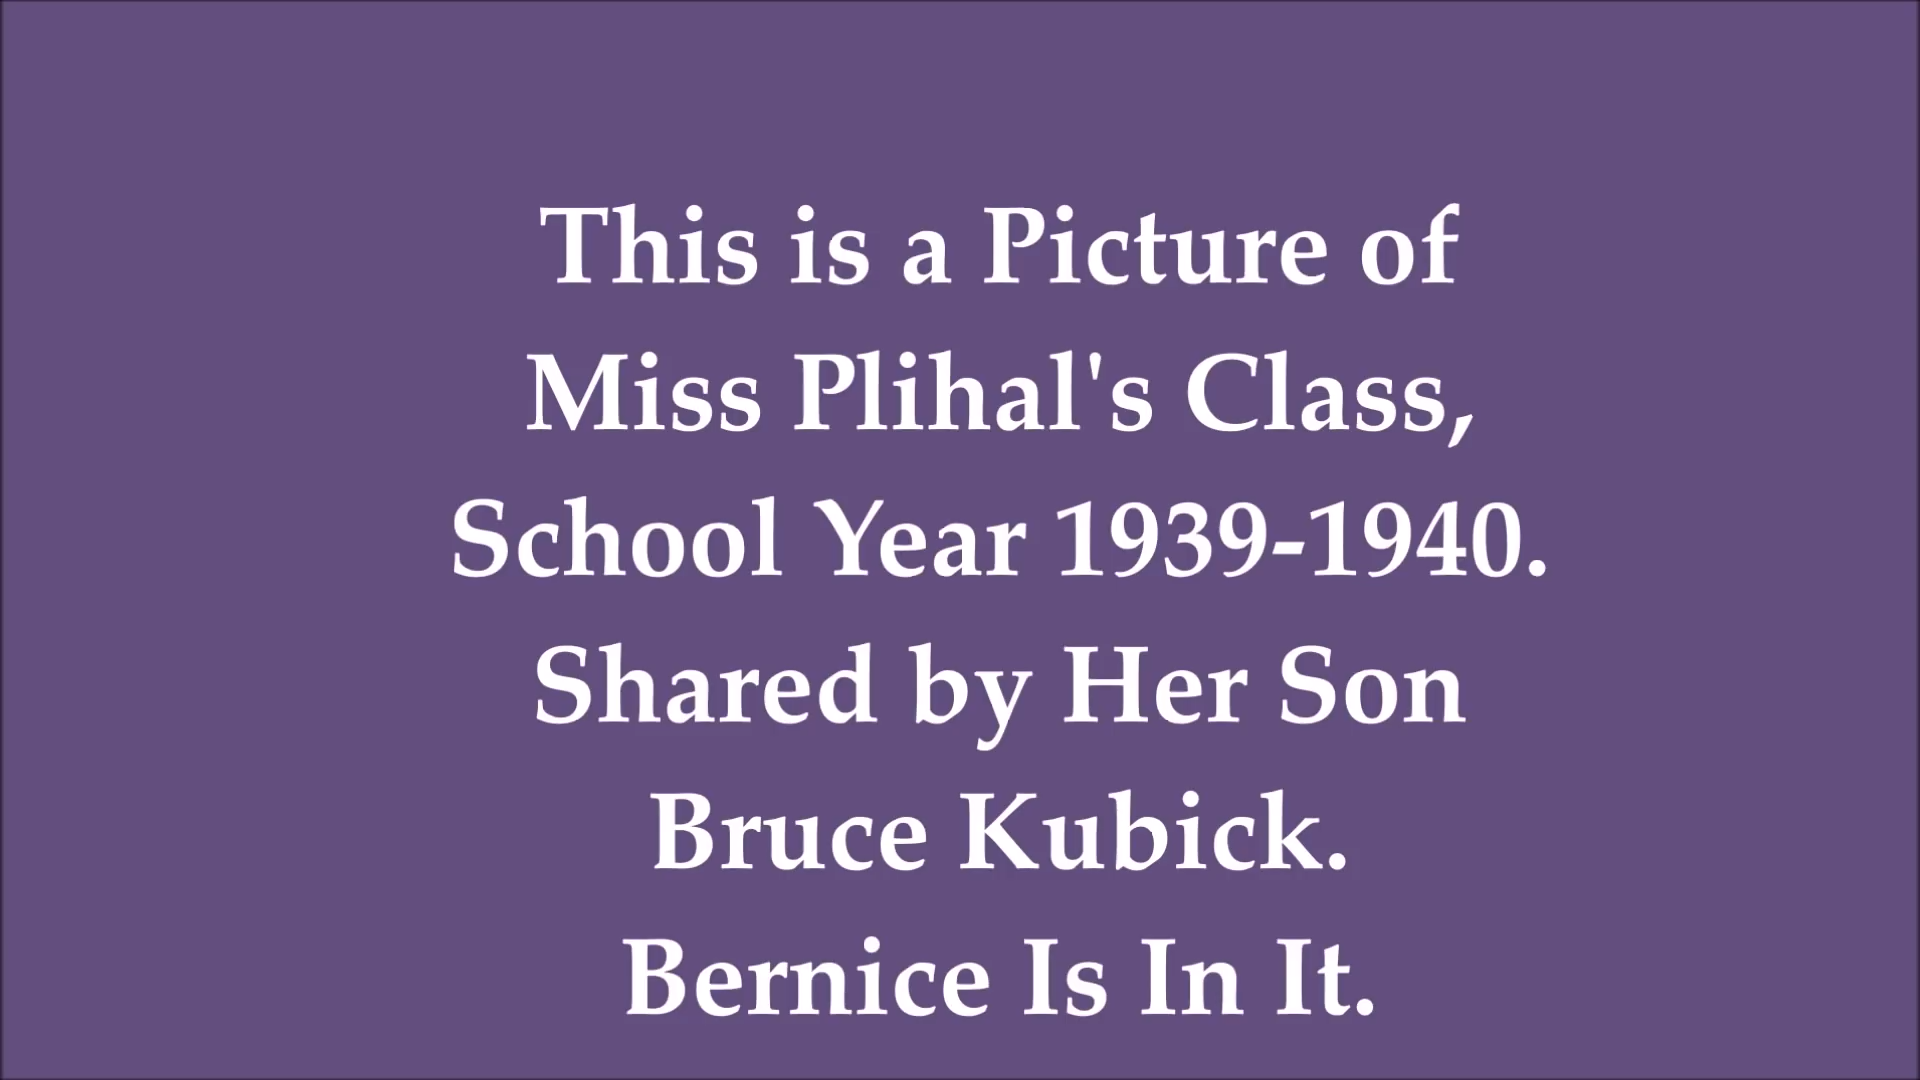 This is a Picture of
Miss Plihal's Class,
School Year 1939-1940.
Shared by Her Son
Bruce Kubick.
Bernice Is In It.